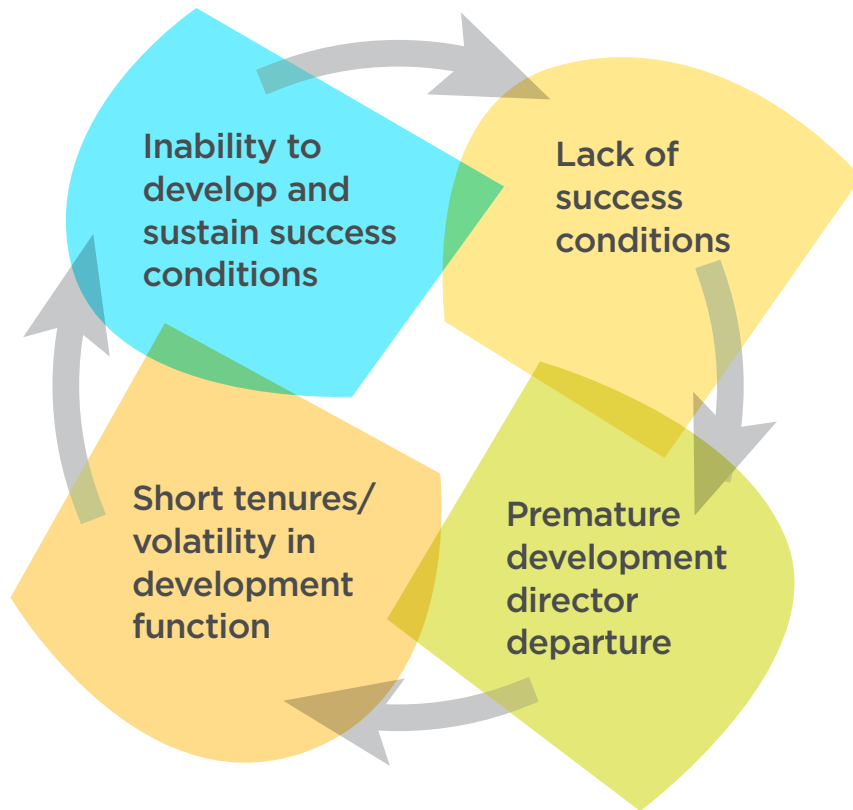 Inability to
develop and
sustain success
conditions
Lack of
success
conditions
Premature
development
director
departure
Short tenures/
volatility in
development
function